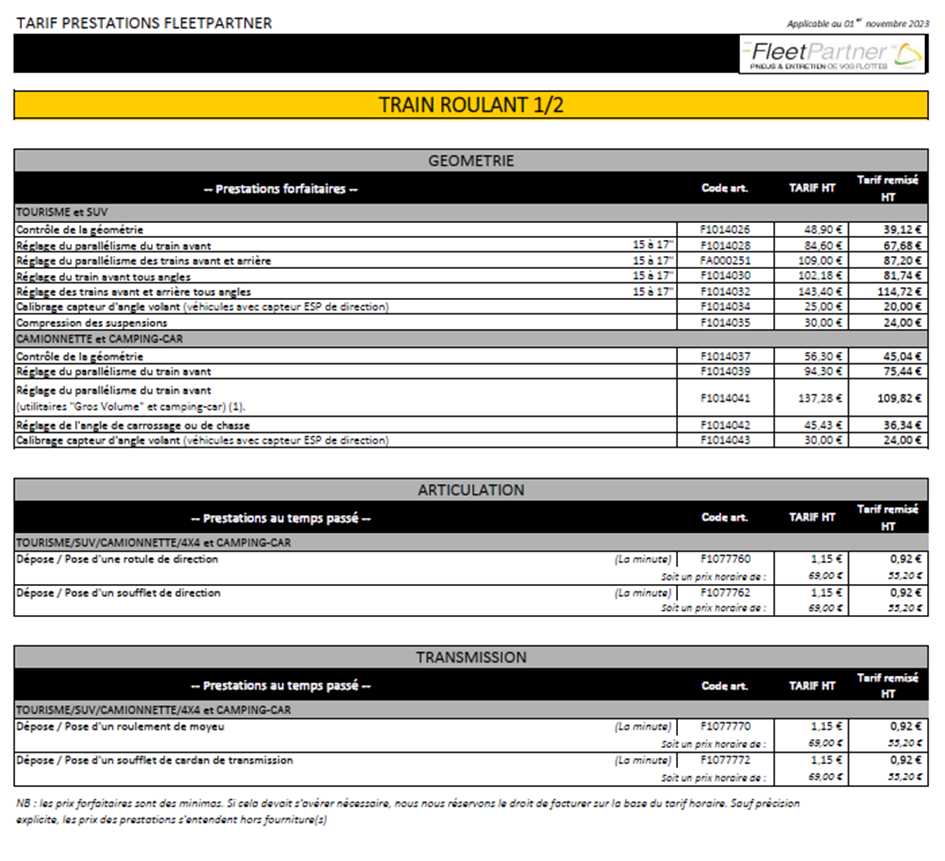 TARIF PRESTATIONS FLEETPARTNER
Applicable au 01er novembre 2023
FleetPartner
PNEUS & ENTRETIEN DE VOS FLOTTES
TRAIN ROULANT 1/2
GEOMETRIE
-- Prestations forfaitaires -- Code art. TARIF HT Tarif remisé HT
TOURISME et SUV
Contrôle de la géométrie F1014026 48,90 € 39,12 €
Réglage du parallélisme du train avant 15 à 17" F1014028 84,60 € 67,68 €
Réglage du parallélisme des trains avant et arrière 15 à 17" FA000251 109,00 € 87,20 €
Réglage du train avant tous angles 15 à 17" F1014030 102,18 € 81,74 €
Réglage des trains avant et arrière tous angles 15 à 17" F1014032 143,40 € 114,72 €
Calibrage capteur d'angle volant (véhicules avec capteur ESP de direction) F1014034 25,00 € 20,00 €
Compression des suspensions F1014035 30,00 € 24,00 €
CAMIONNETTE et CAMPING-CAR
Contrôle de la géométrie F1014037 56,30 € 45,04 €
Réglage du parallélisme du train avant F1014039 94,30 € 75,44 €
Réglage du parallélisme du train avant
(utilitaires "Gros Volume" et camping-car) (1). F1014041 137,28 € 109,82 €
Réglage de l'angle de carrossage ou de chasse F1014042 45,43 € 36,34 €
Calibrage capteur d'angle volant (véhicules avec capteur ESP de direction) F1014043 30,00 € 24,00 €
ARTICULATION
-- Prestations au temps passé -- Code art. TARIF HT Tarif remisé HT
TOURISME/SUV/CAMIONNETTE/4X4 et CAMPING-CAR
Dépose / Pose d'une rotule de direction (La minute) F1077760 1,15 € 0,92 €
Soit un prix horaire de : 69,00 € 55,20 €
Dépose / Pose d'un soufflet de direction (La minute) F1077762 1,15 € 0,92 €
Soit un prix horaire de : 69,00 € 55,20 €
TRANSMISSION
-- Prestations au temps passé -- Code art. TARIF HT Tarif remisé HT
TOURISME/SUV/CAMIONNETTE/4X4 et CAMPING-CAR
Dépose / Pose d'un roulement de moyeu (La minute) F1077770 1,15 € 0,92 €
Soit un prix horaire de : 69,00 € 55,20 €
Dépose / Pose d'un soufflet de cardan de transmission (La minute) F1077772 1,15 € 0,92 €
Soit un prix horaire de : 69,00 € 55,20 €
NB : les prix forfaitaires sont des minimas. Si cela devait s'avérer nécessaire, nous nous réservons le droit de facturer sur la base du tarif horaire. Sauf précision
explicite, les prix des prestations s'entendent hors fourniture(s)